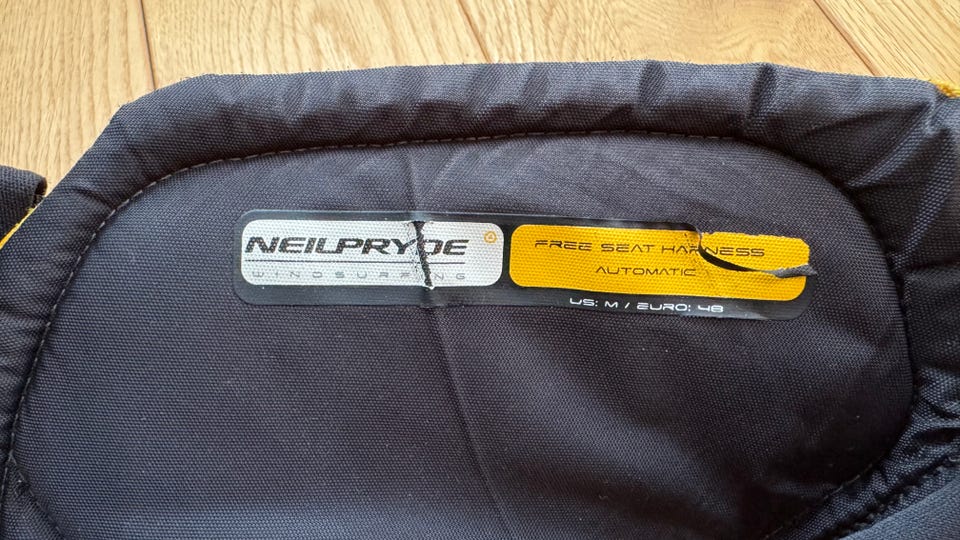 NEILPRYDE
WINDSURFING
FREE SEAT HARNESS
AUTOMATIC
US: M / EURO: 48